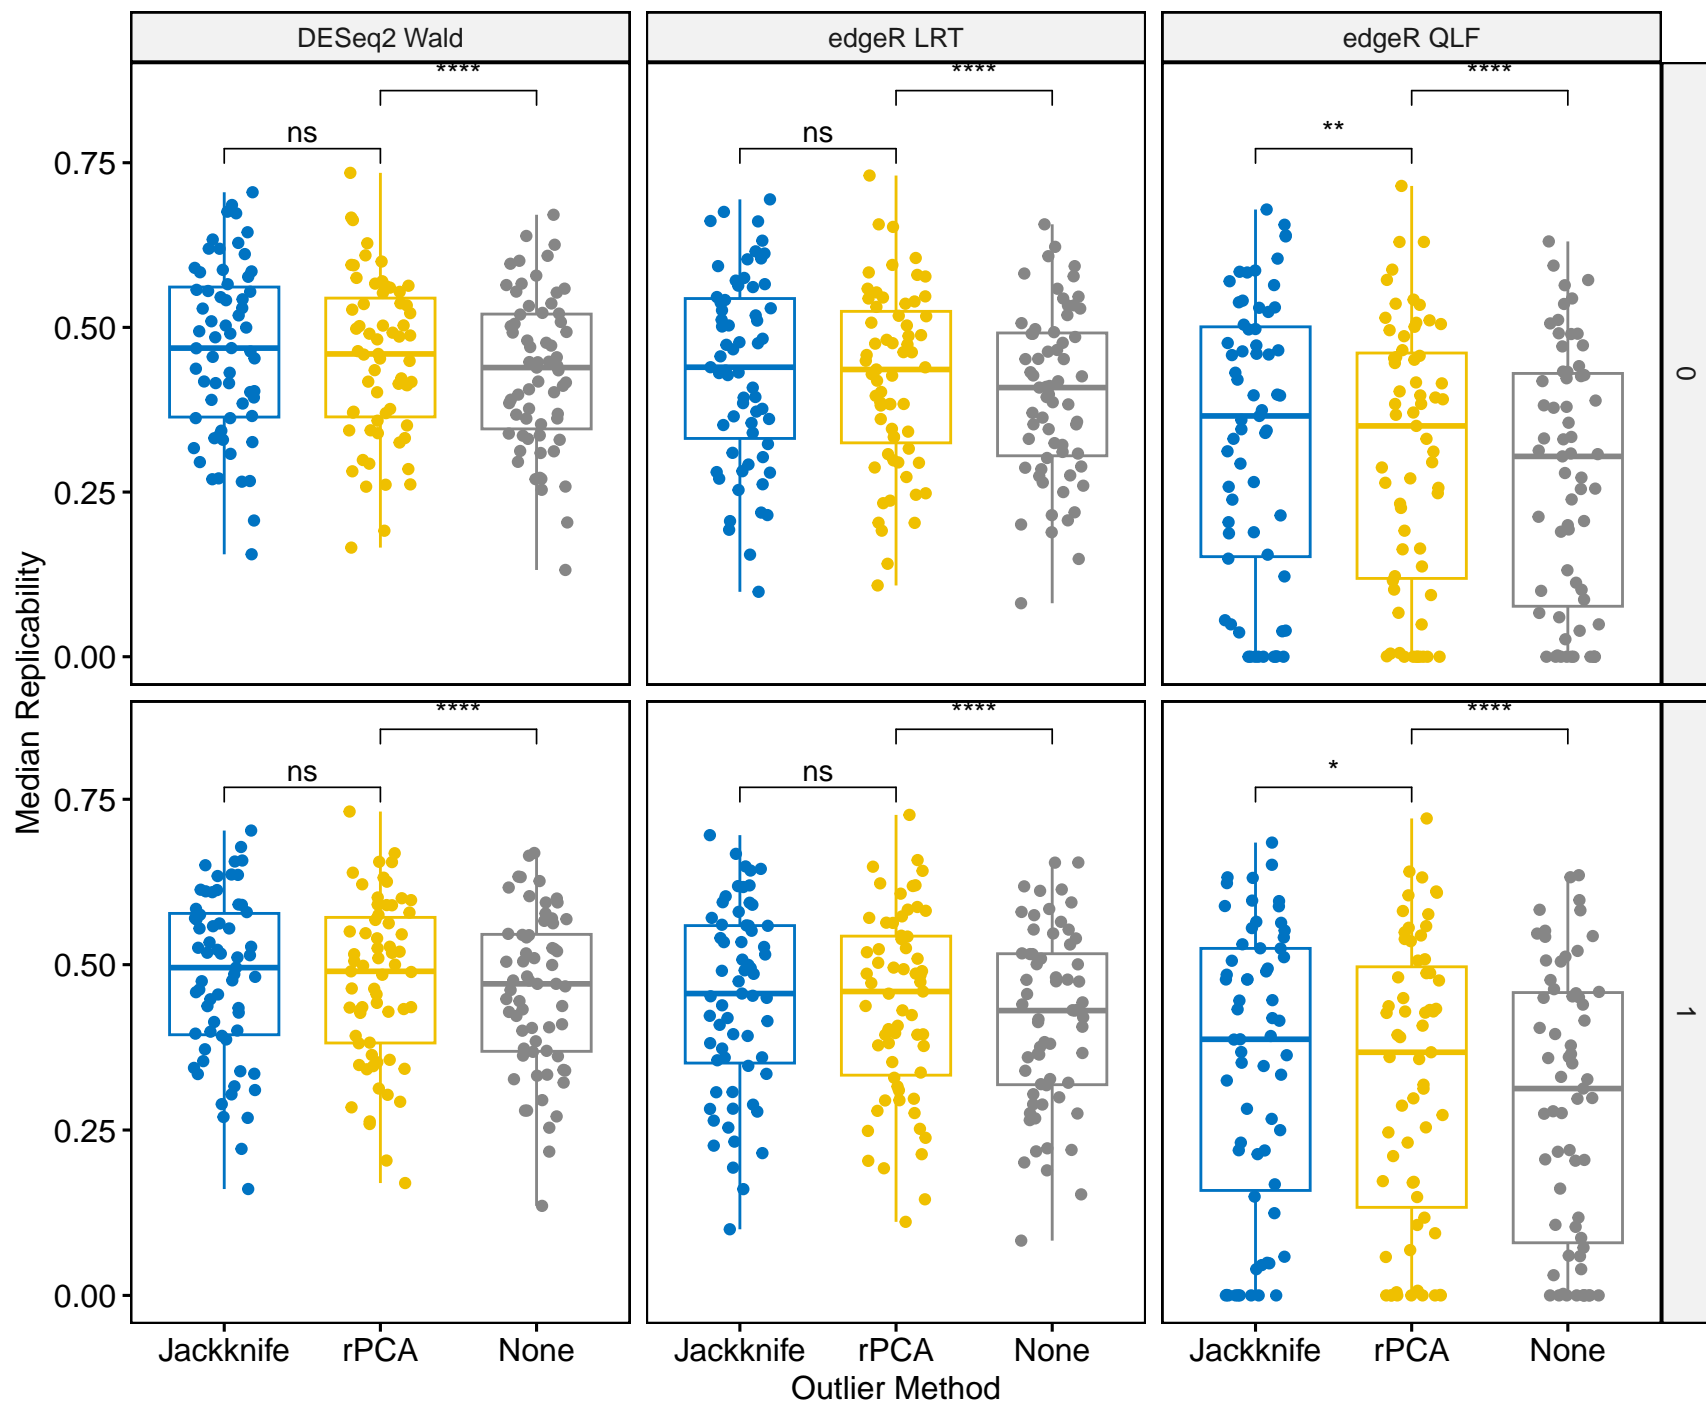 DESeq2 Wald
edgeR LRT
edgeR QLF
****
****
****
ns
ns
**
0.75
0.50
0.25
0.00
0
Median Replicability
****
****
****
ns
ns
*
0.75
0.50
0.25
0.00
1
Jackknife rPCA None
Jackknife rPCA None
Jackknife rPCA None
Outlier Method